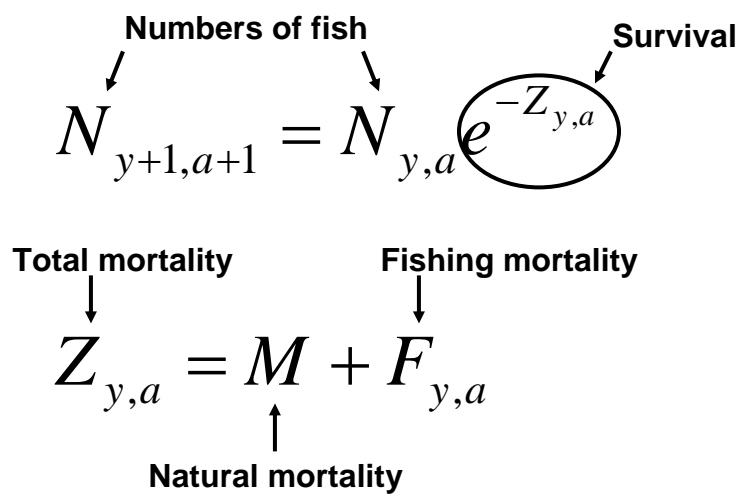 Numbers of fish
Survival
N_{y+1,a+1} = N_{y,a} e^{-Z_{y,a}}
Total mortality
Fishing mortality
Z_{y,a} = M + F_{y,a}
Natural mortality